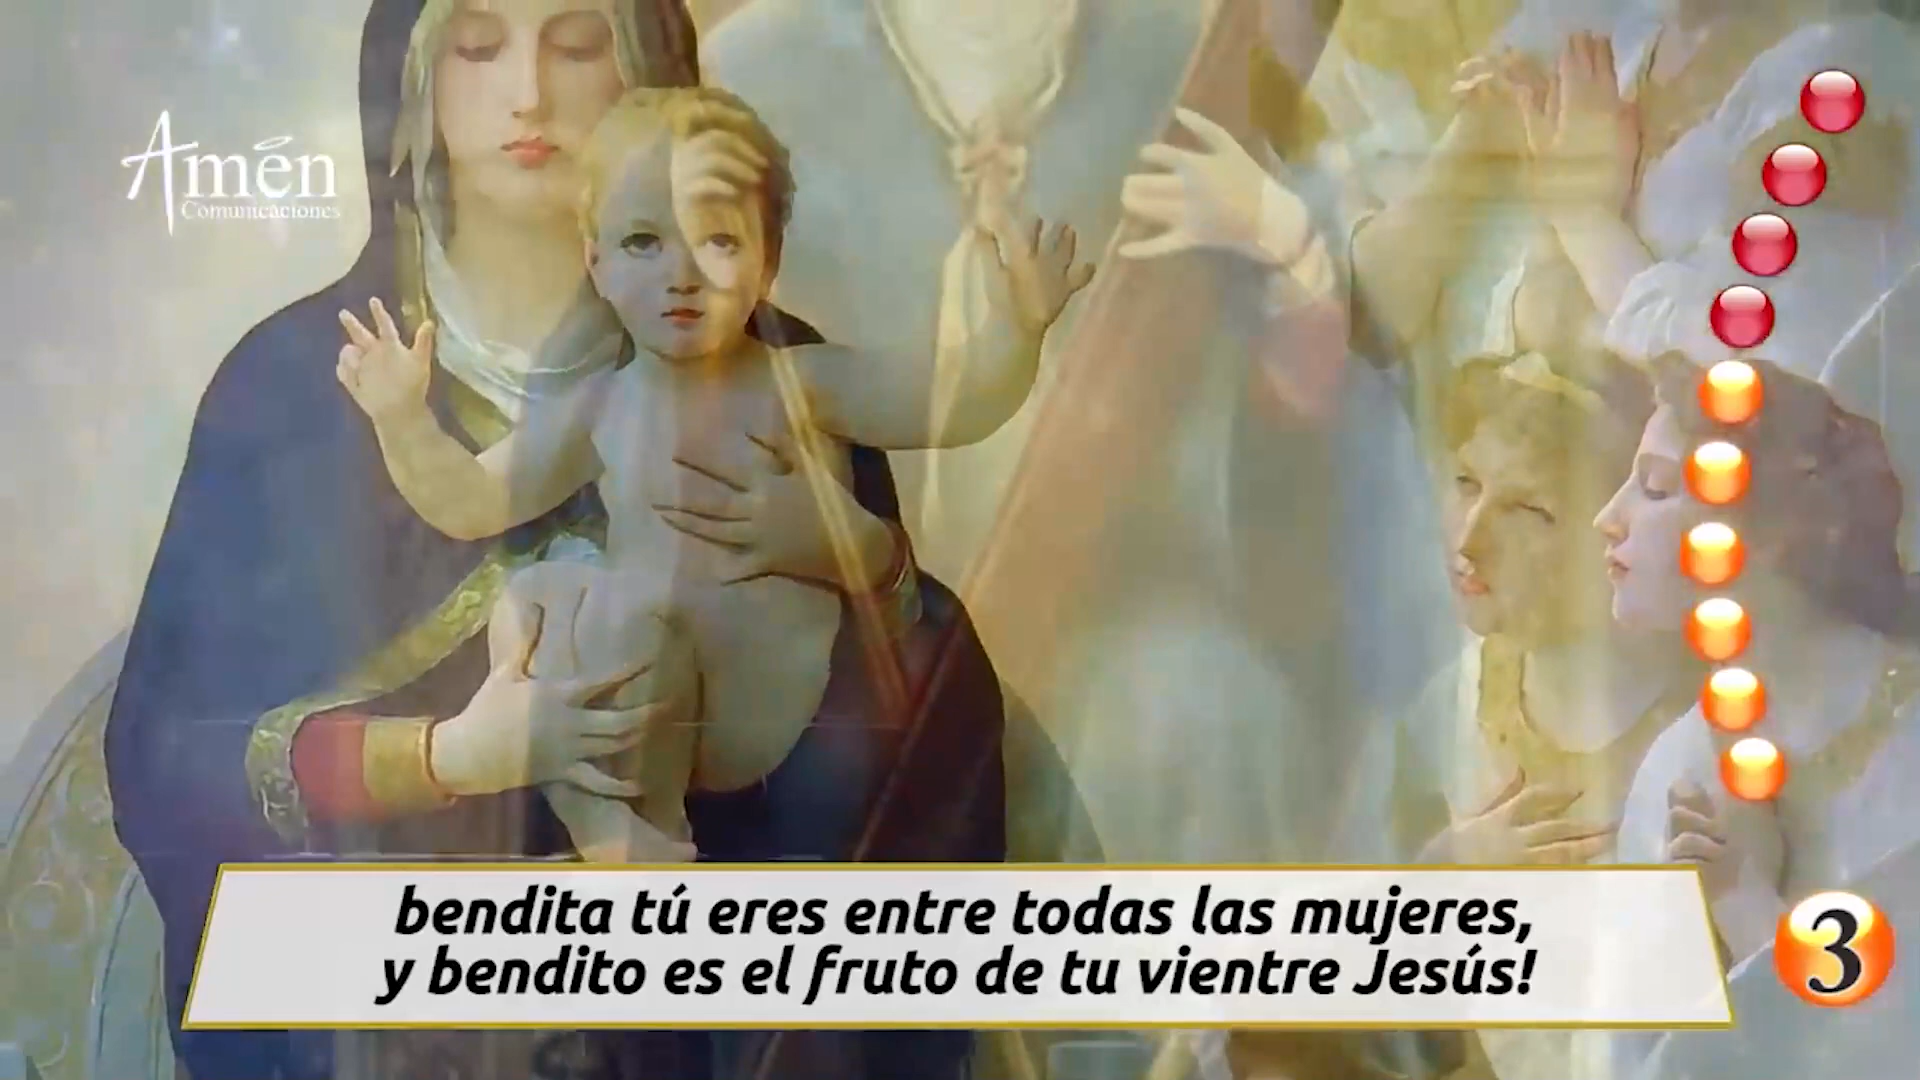 Amén
Comunicaciones
bendita tú eres entre todas las mujeres,
y bendito es el fruto de tu vientre Jesús!
3